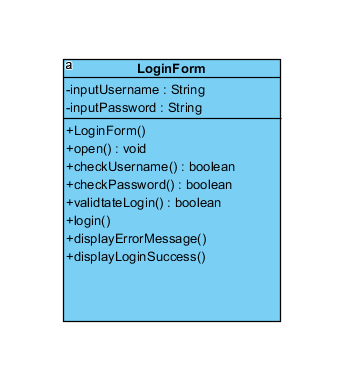 a
LoginForm
-inputUsername : String
-inputPassword : String
+LoginForm()
+open() : void
+checkUsername() : boolean
+checkPassword() : boolean
+validtateLogin() : boolean
+login()
+displayErrorMessage()
+displayLoginSuccess()